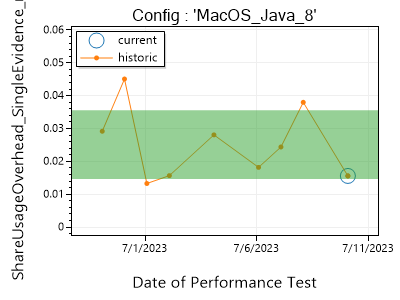 Config : 'MacOS_Java_8'
current
historic
0.06
0.05
0.04
0.03
0.02
0.01
0
ShareUsageOverhead_SingleEvidence_
7/1/2023
7/6/2023
7/11/2023
Date of Performance Test